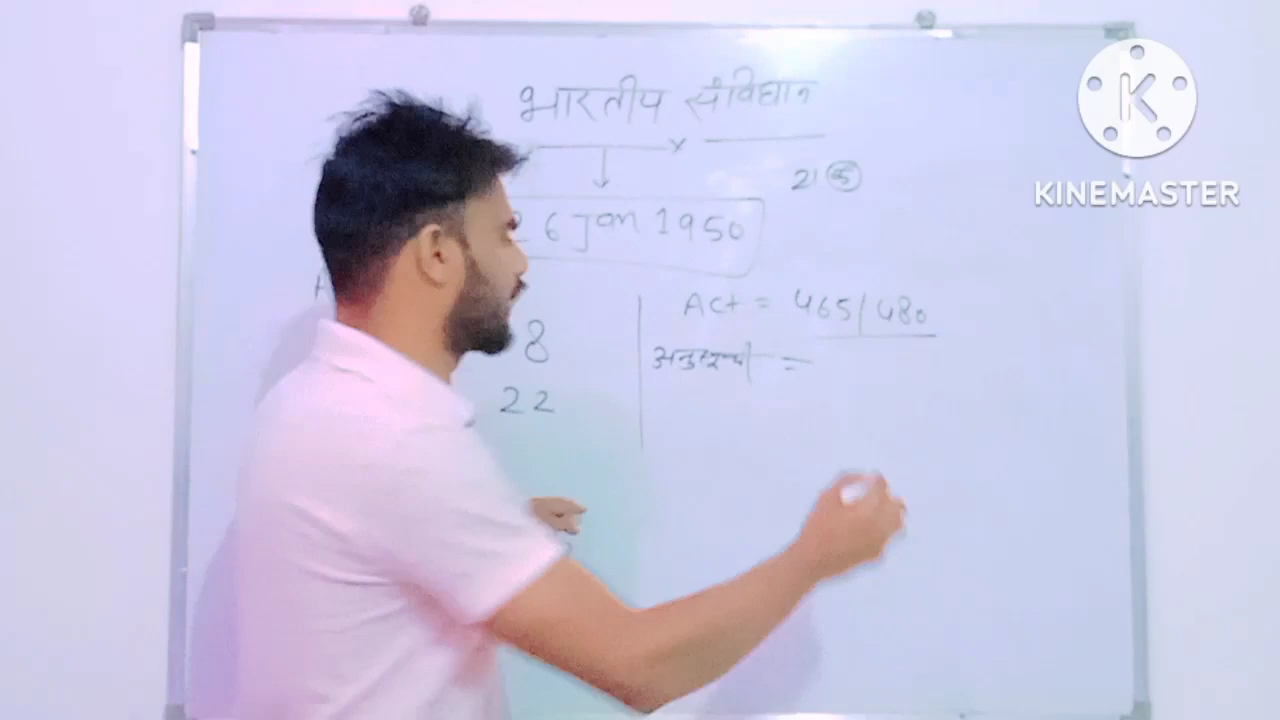 भारतीय संविधान
21 क
26 Jan 1950
A
Act = 465/480
8
अनुसूची =
22
K
KINEMASTER